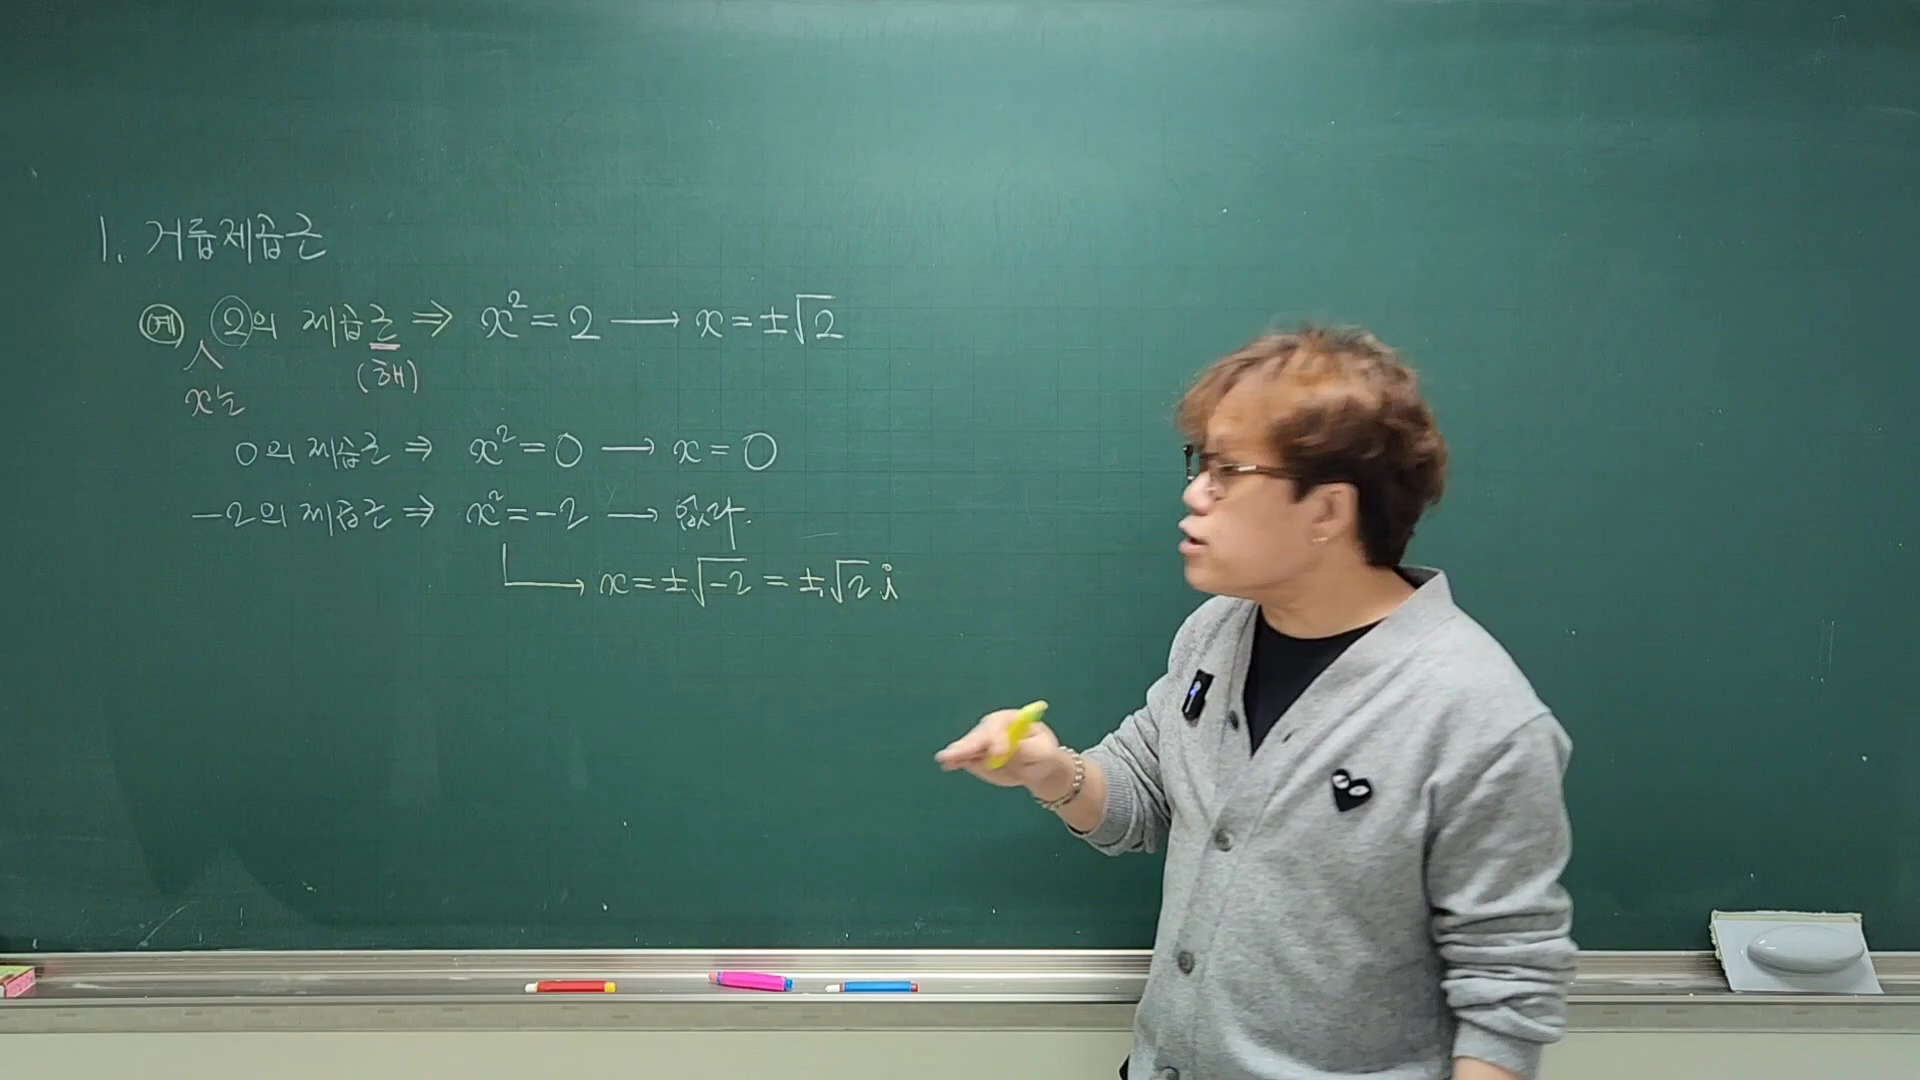 1. 거듭제곱근
예 2의 제곱근 ⇒ x² = 2 → x = ±√2
x는
(해)
0의 제곱근 ⇒ x² = 0 → x = 0
-2의 제곱근 ⇒ x² = -2 → 없다.
→ x = ±√-2 = ±√2 i